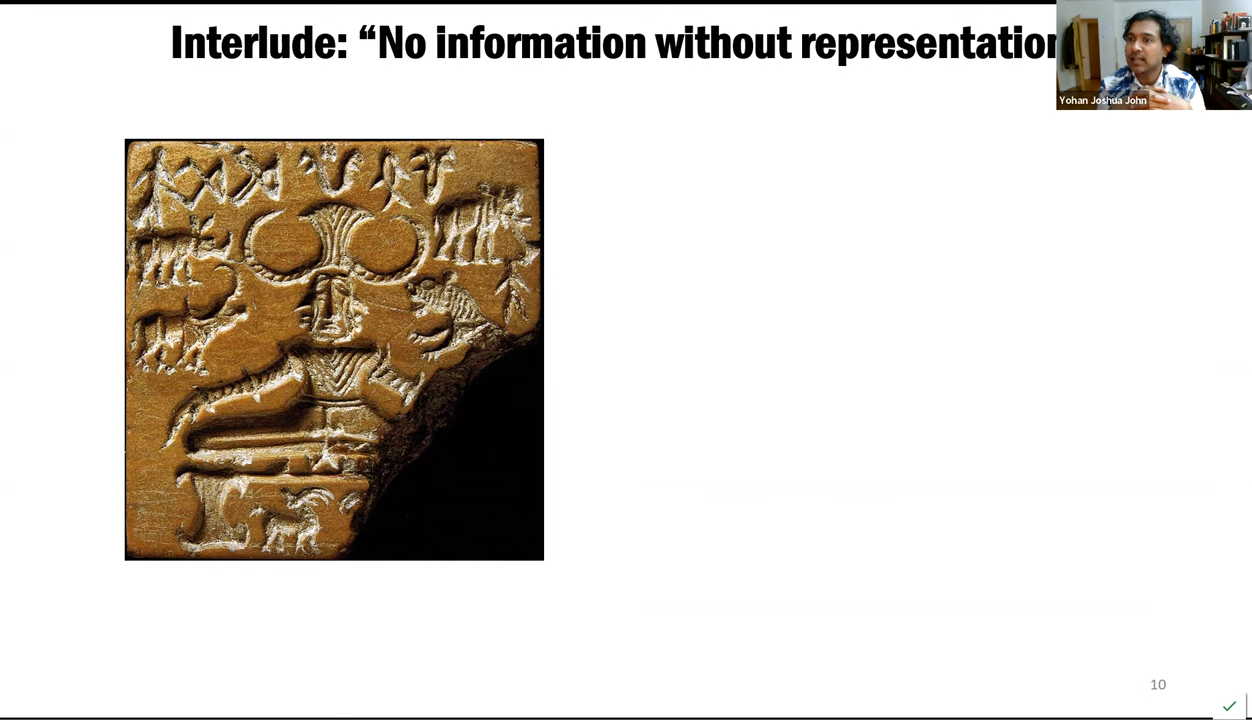 Interlude: “No information without representation
Yohan Joshua John
10